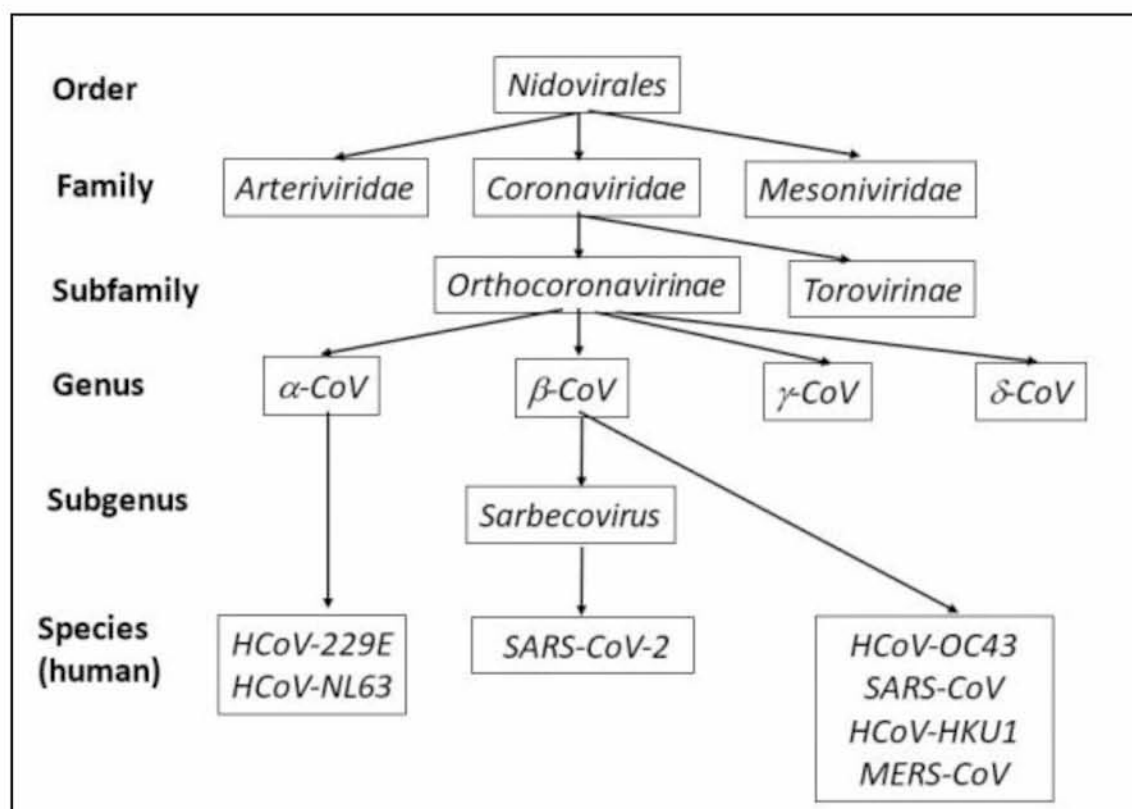 Order
Nidovirales
Family
Arteriviridae
Coronaviridae
Mesoniviridae
Subfamily
Orthocoronavirinae
Torovirinae
Genus
α-CoV
β-CoV
γ-CoV
δ-CoV
Subgenus
Sarbecovirus
Species
(human)
HCoV-229E
HCoV-NL63
SARS-CoV-2
HCoV-OC43
SARS-CoV
HCoV-HKU1
MERS-CoV